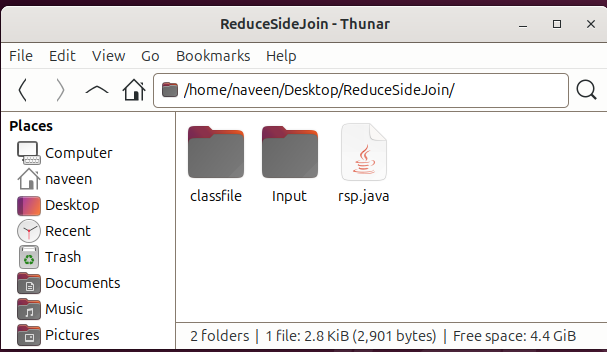 ReduceSideJoin - Thunar
File Edit View Go Bookmarks Help
/home/naveen/Desktop/ReduceSideJoin/
Places
Computer
naveen
Desktop
Recent
Trash
Documents
Music
Pictures
classfile Input rsp.java
2 folders | 1 file: 2.8 KiB (2,901 bytes) | Free space: 4.4 GiB